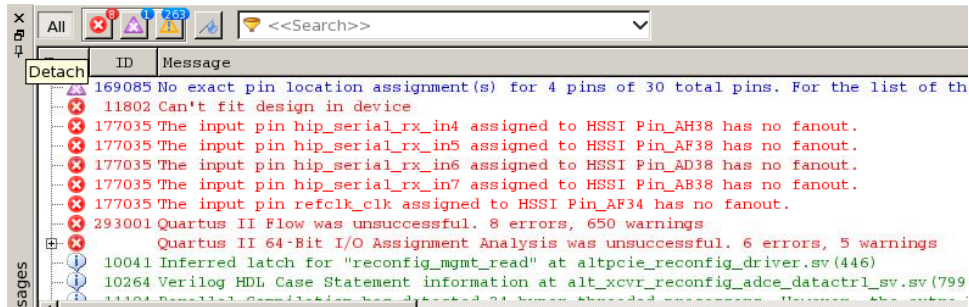 All 8 1 263 <<Search>>
Detach ID Message
169085 No exact pin location assignment(s) for 4 pins of 30 total pins. For the list of th
11802 Can't fit design in device
177035 The input pin hip_serial_rx_in4 assigned to HSSI Pin_AH38 has no fanout.
177035 The input pin hip_serial_rx_in5 assigned to HSSI Pin_AF38 has no fanout.
177035 The input pin hip_serial_rx_in6 assigned to HSSI Pin_AD38 has no fanout.
177035 The input pin hip_serial_rx_in7 assigned to HSSI Pin_AB38 has no fanout.
177035 The input pin refclk_clk assigned to HSSI Pin_AF34 has no fanout.
293001 Quartus II Flow was unsuccessful. 8 errors, 650 warnings
Quartus II 64-Bit I/O Assignment Analysis was unsuccessful. 6 errors, 5 warnings
10041 Inferred latch for "reconfig_mgmt_read" at altpcie_reconfig_driver.sv(446)
10264 Verilog HDL Case Statement information at alt_xcvr_reconfig_adce_datactrl_sv.sv(799
sages